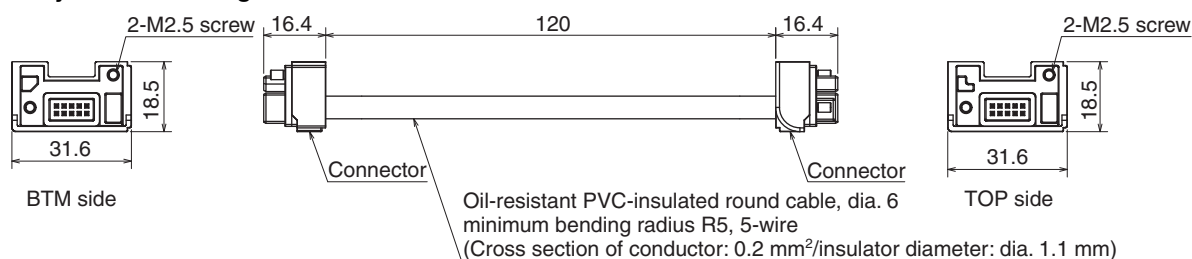 2-M2.5 screw
16.4
120
16.4
2-M2.5 screw
18.5
18.5
31.6
31.6
Connector
Connector
BTM side
TOP side
Oil-resistant PVC-insulated round cable, dia. 6
minimum bending radius R5, 5-wire
(Cross section of conductor: 0.2 mm²/insulator diameter: dia. 1.1 mm)